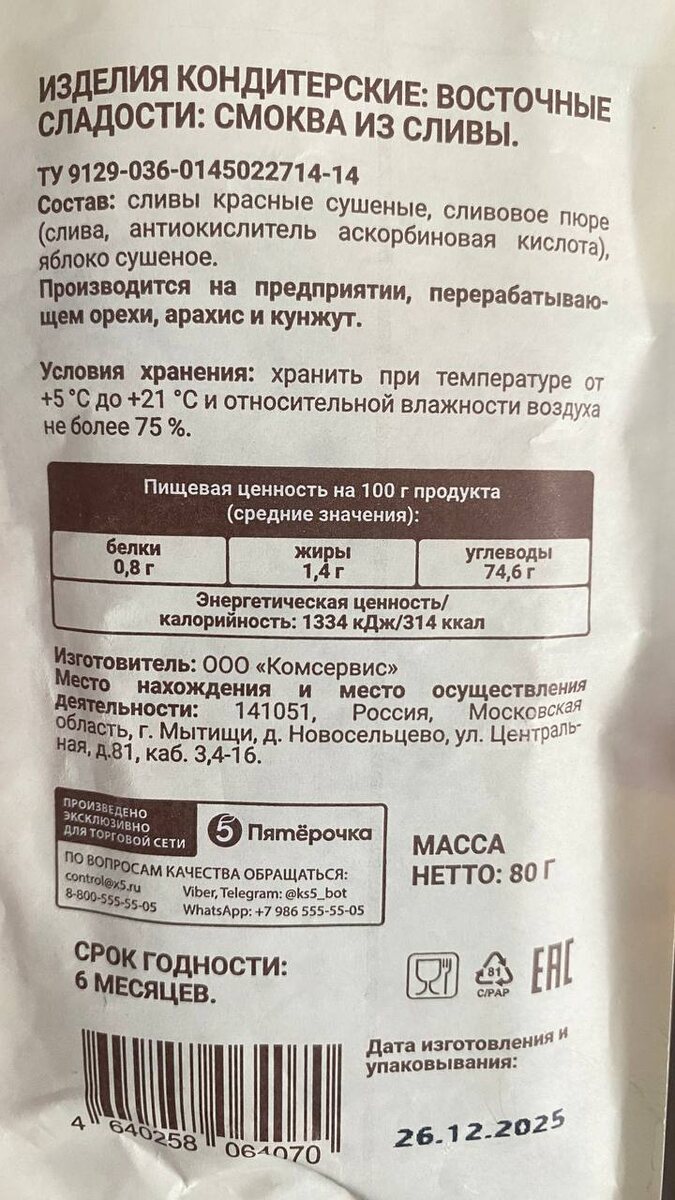 ИЗДЕЛИЯ КОНДИТЕРСКИЕ: ВОСТОЧНЫЕ
СЛАДОСТИ: СМОКВА ИЗ СЛИВЫ.
ТУ 9129-036-0145022714-14
Состав: сливы красные сушеные, сливовое пюре
(слива, антиокислитель аскорбиновая кислота),
яблоко сушеное.
Производится на предприятии, перерабатываю-
щем орехи, арахис и кунжут.
Условия хранения: хранить при температуре от
+5 °С до +21 °С и относительной влажности воздуха
не более 75 %.
Пищевая ценность на 100 г продукта
(средние значения):
белки
0,8 г
жиры
1,4 г
углеводы
74,6 г
Энергетическая ценность/
калорийность: 1334 кДж/314 ккал
Изготовитель: ООО «Комсервис»
Место нахождения и место осуществления
деятельности: 141051, Россия, Московская
область, г. Мытищи, д. Новосельцево, ул. Централь-
ная, д.81, каб. 3,4-16.
ПРОИЗВЕДЕНО
ЭКСКЛЮЗИВНО
ДЛЯ ТОРГОВОЙ СЕТИ
5 Пятёрочка
ПО ВОПРОСАМ КАЧЕСТВА ОБРАЩАТЬСЯ:
control@x5.ru
8-800-555-55-05
Viber, Telegram: @ks5_bot
WhatsApp: +7 986 555-55-05
МАССА
НЕТТО: 80 Г
СРОК ГОДНОСТИ:
6 МЕСЯЦЕВ.
81
C/PAP
EAC
Дата изготовления и
упаковывания:
26.12.2025
4 640258 064070